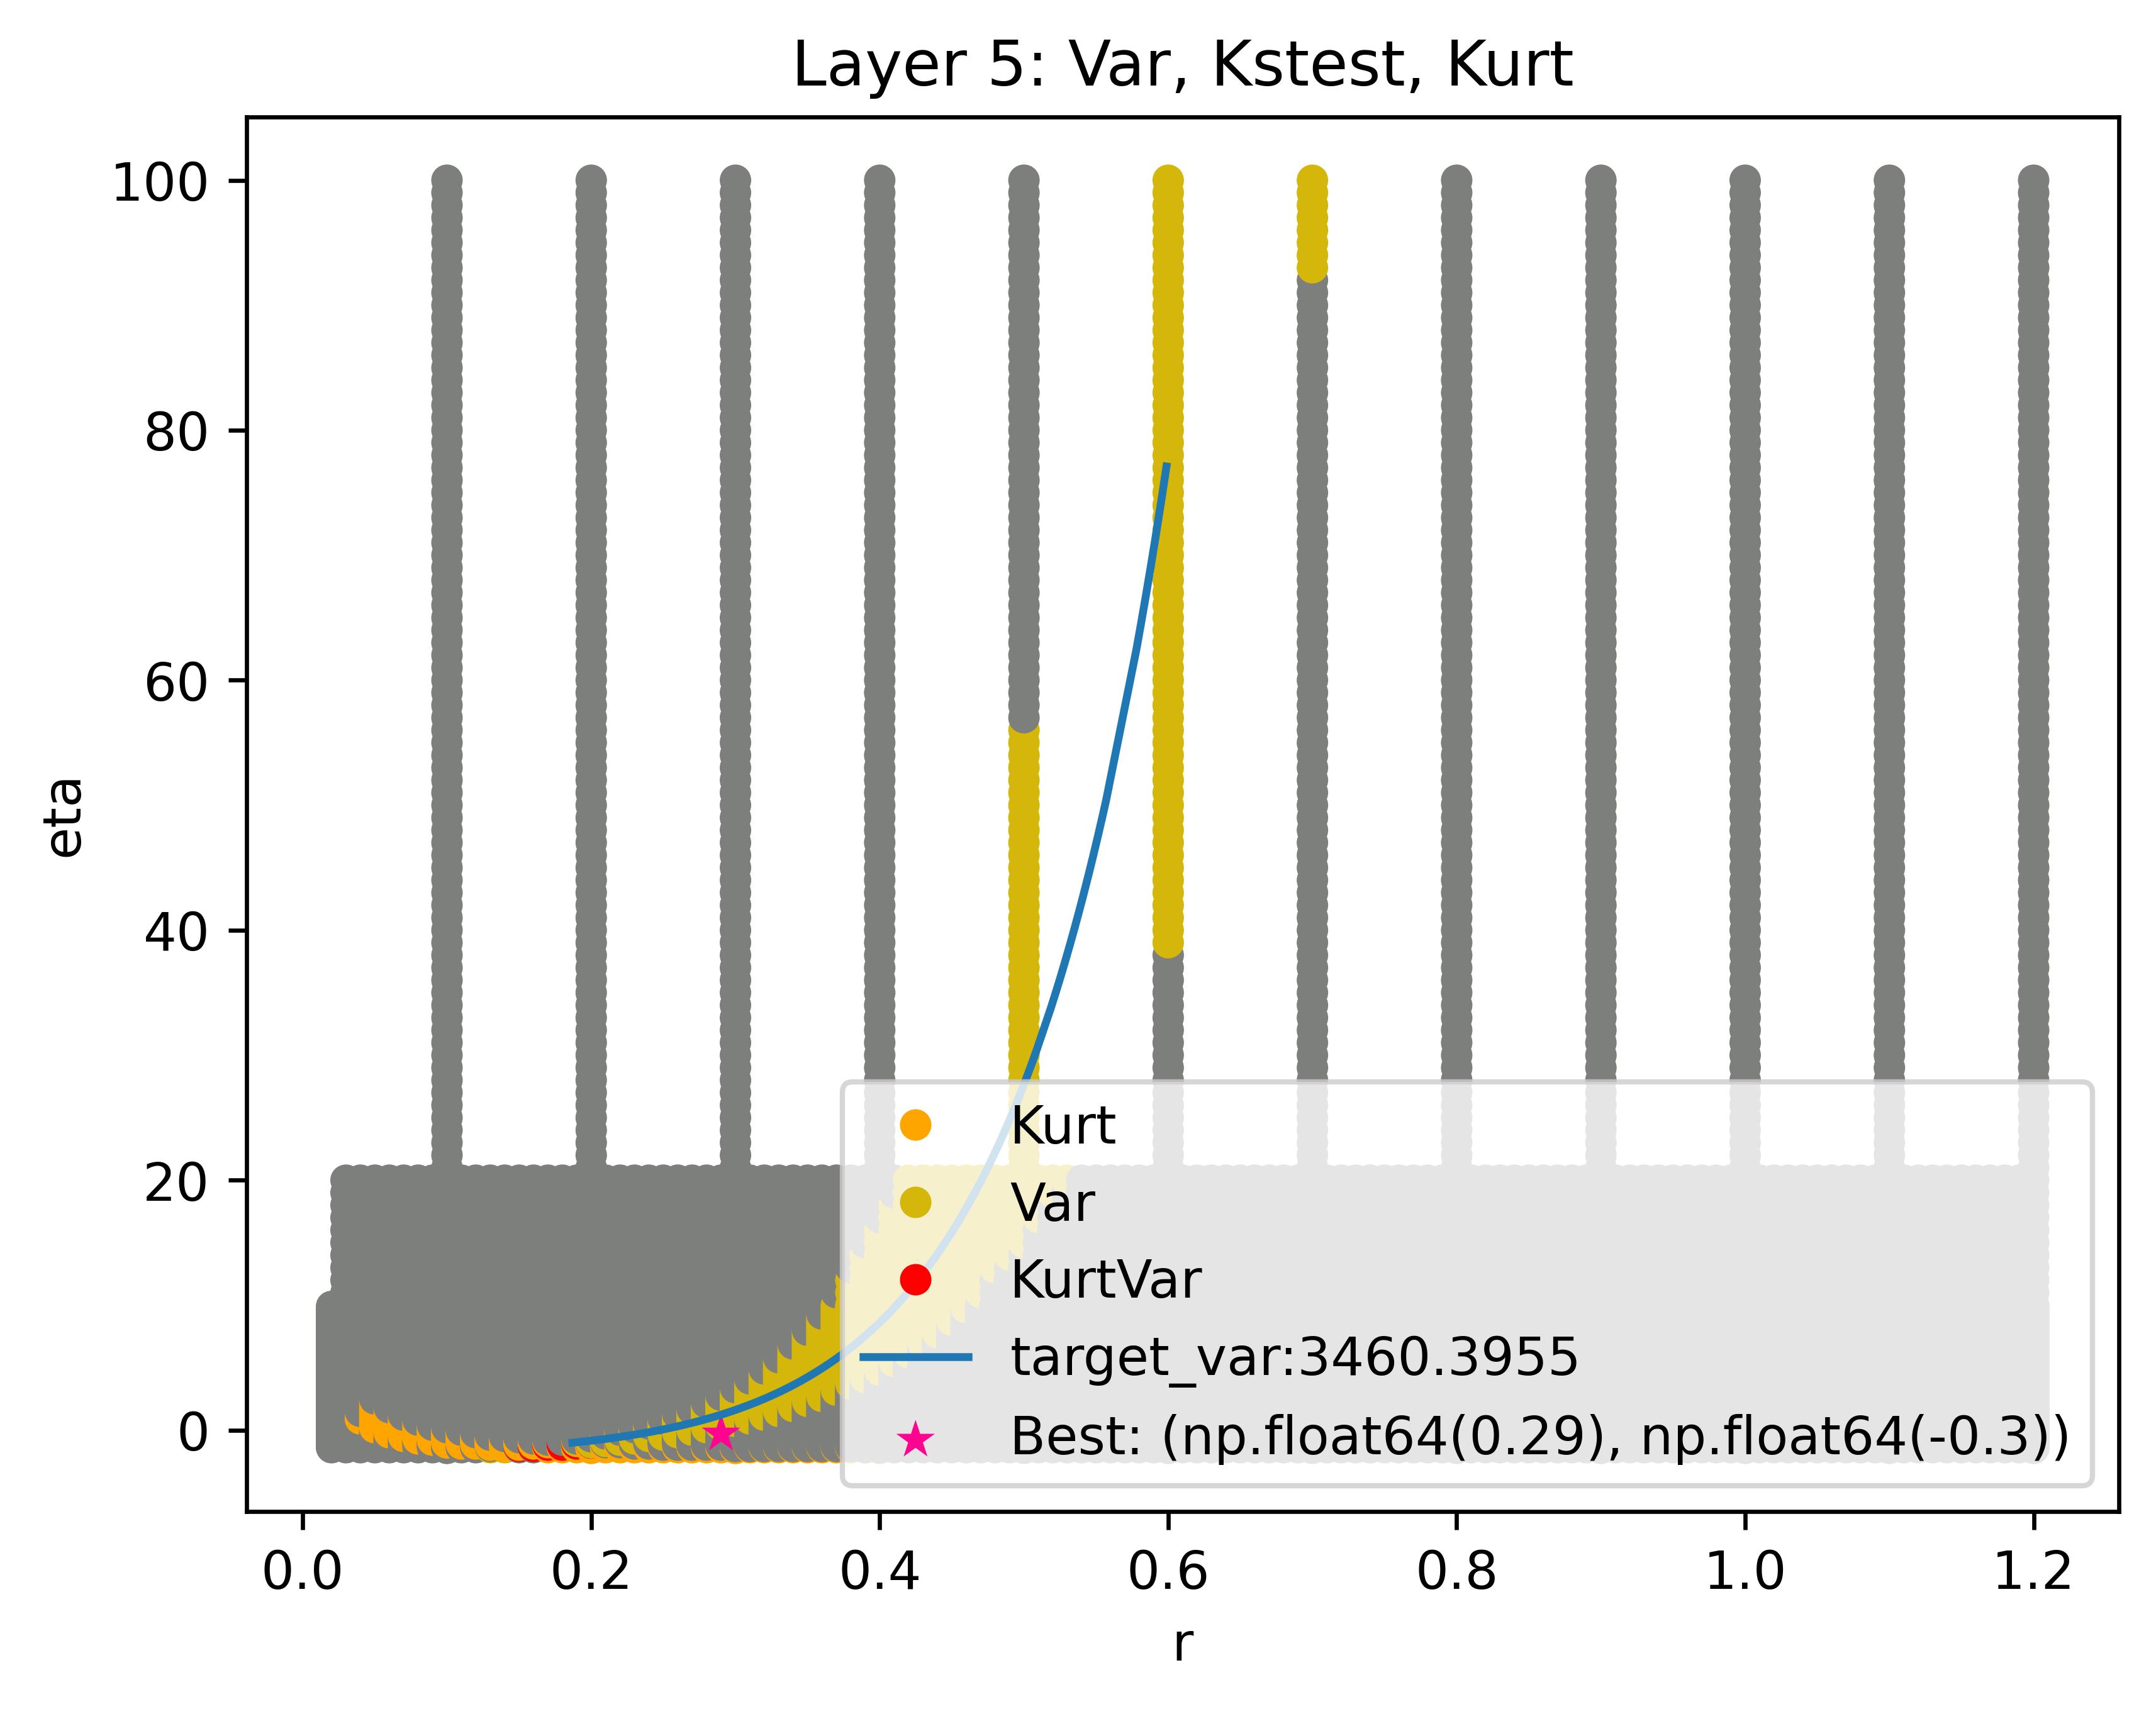 Layer 5: Var, Kstest, Kurt
eta
100
80
60
40
20
0
Kurt
Var
KurtVar
target_var:3460.3955
Best: (np.float64(0.29), np.float64(-0.3))
0.0 0.2 0.4 0.6 0.8 1.0 1.2
r